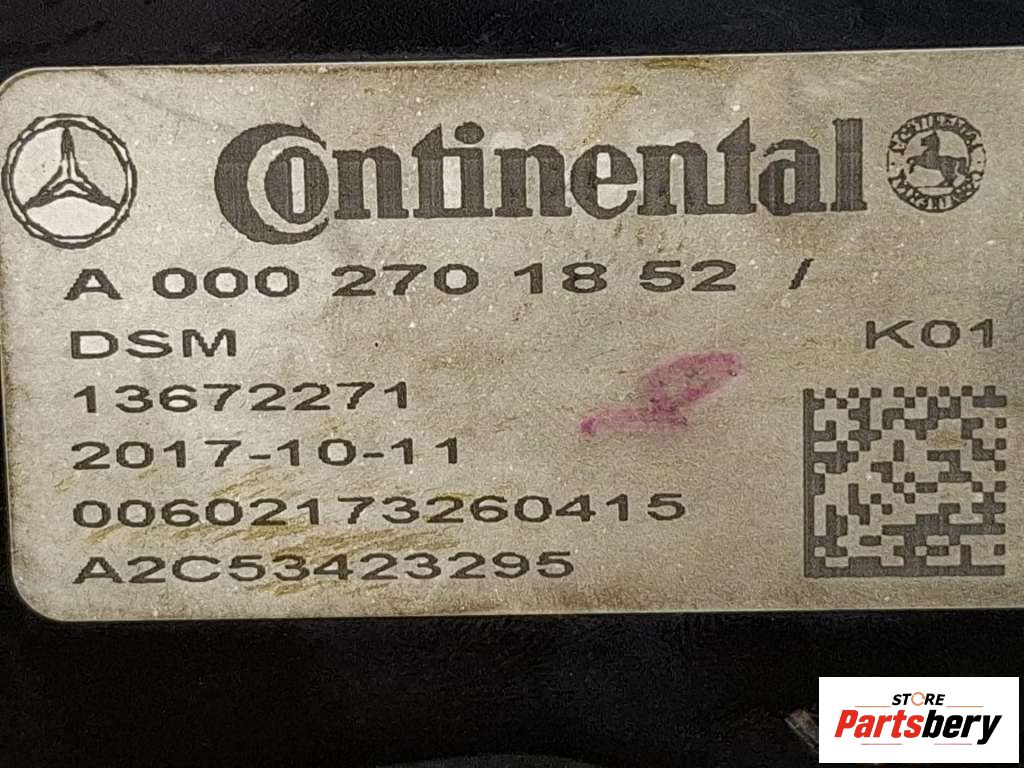 Continental
A 000 270 18 52 /
DSM K01
13672271
2017-10-11
00602173260415
A2C53423295
STORE
Partsbery